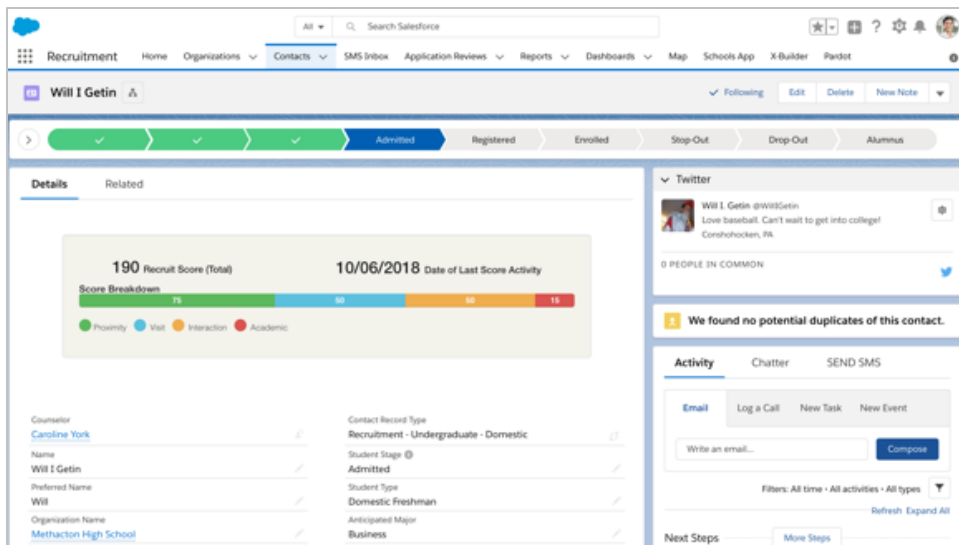 All
Search Salesforce
Recruitment Home Organizations Contacts SMS Inbox Application Reviews Reports Dashboards Map Schools App X-Builder Pardot
Will I Getin
Following Edit Delete New Note
Admitted Registered Enrolled Stop-Out Drop-Out Alumnus
Details Related
190 Recruit Score (Total)
10/06/2018 Date of Last Score Activity
Score Breakdown
75 50 50 15
Proximity Visit Interaction Academic
Counselor
Caroline York
Name
Will I Getin
Preferred Name
Will
Organization Name
Methacton High School
Contact Record Type
Recruitment - Undergraduate - Domestic
Student Stage
Admitted
Student Type
Domestic Freshman
Anticipated Major
Business
Twitter
Will I. Getin @WillIGetin
Love baseball. Can't wait to get into college!
Conshohocken, PA
0 PEOPLE IN COMMON
We found no potential duplicates of this contact.
Activity Chatter SEND SMS
Email Log a Call New Task New Event
Write an email... Compose
Filters: All time • All activities • All types
Refresh Expand All
Next Steps More Steps